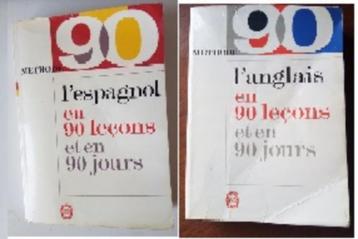 90
METHODE
l'espagnol
en
90 leçons
et en
90 jours
90
METHODE
l'anglais
en
90 leçons
et en
90 jours